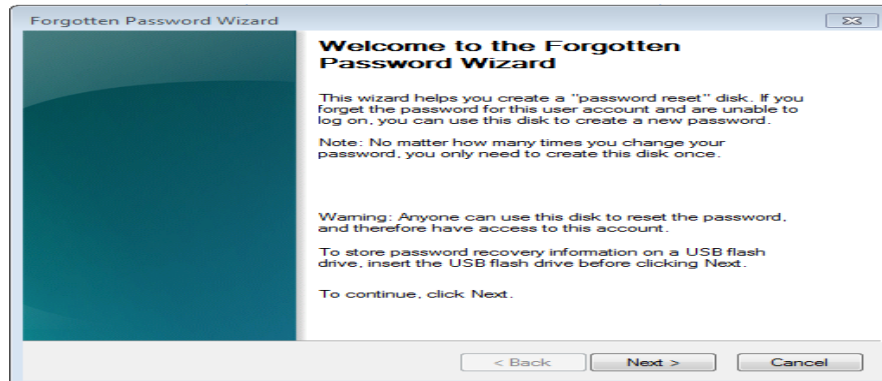 Forgotten Password Wizard
Welcome to the Forgotten
Password Wizard
This wizard helps you create a "password reset" disk. If you
forget the password for this user account and are unable to
log on, you can use this disk to create a new password.
Note: No matter how many times you change your
password, you only need to create this disk once.
Warning: Anyone can use this disk to reset the password,
and therefore have access to this account.
To store password recovery information on a USB flash
drive, insert the USB flash drive before clicking Next.
To continue, click Next.
< Back Next > Cancel